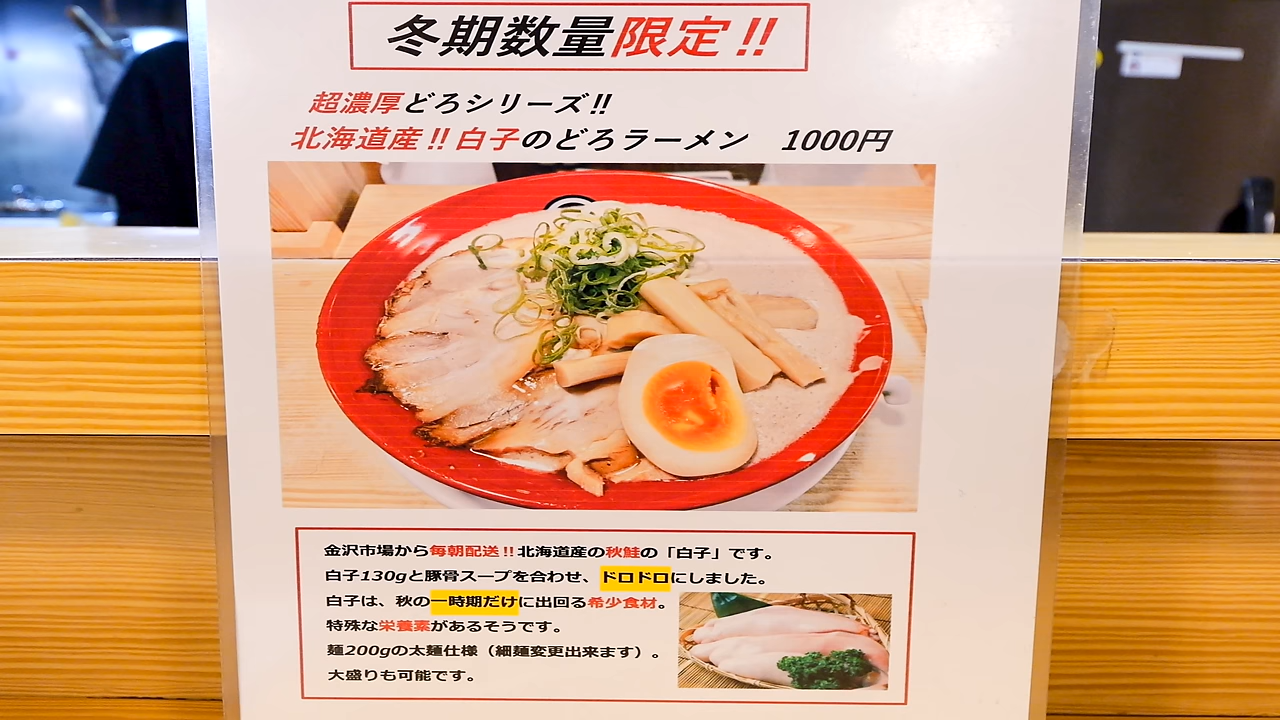 冬期数量限定!!
超濃厚どろシリーズ!!
北海道産!!白子のどろラーメン　1000円
金沢市場から毎朝配送!!北海道産の秋鮭の「白子」です。
白子130gと豚骨スープを合わせ、ドロドロにしました。
白子は、秋の一時期だけに出回る希少食材。
特殊な栄養素があるそうです。
麺200gの太麺仕様（細麺変更出来ます）。
大盛りも可能です。